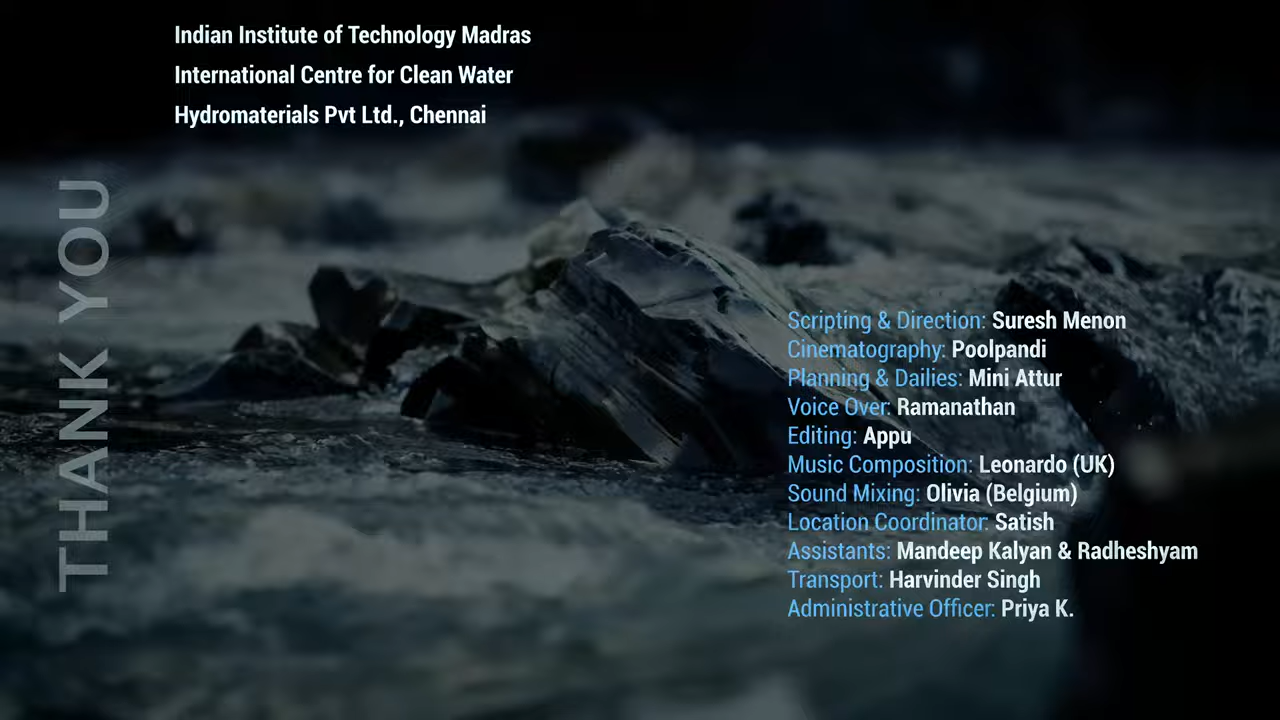 Indian Institute of Technology Madras
International Centre for Clean Water
Hydromaterials Pvt Ltd., Chennai
THANK YOU
Scripting & Direction: Suresh Menon
Cinematography: Poolpandi
Planning & Dailies: Mini Attur
Voice Over: Ramanathan
Editing: Appu
Music Composition: Leonardo (UK)
Sound Mixing: Olivia (Belgium)
Location Coordinator: Satish
Assistants: Mandeep Kalyan & Radheshyam
Transport: Harvinder Singh
Administrative Officer: Priya K.